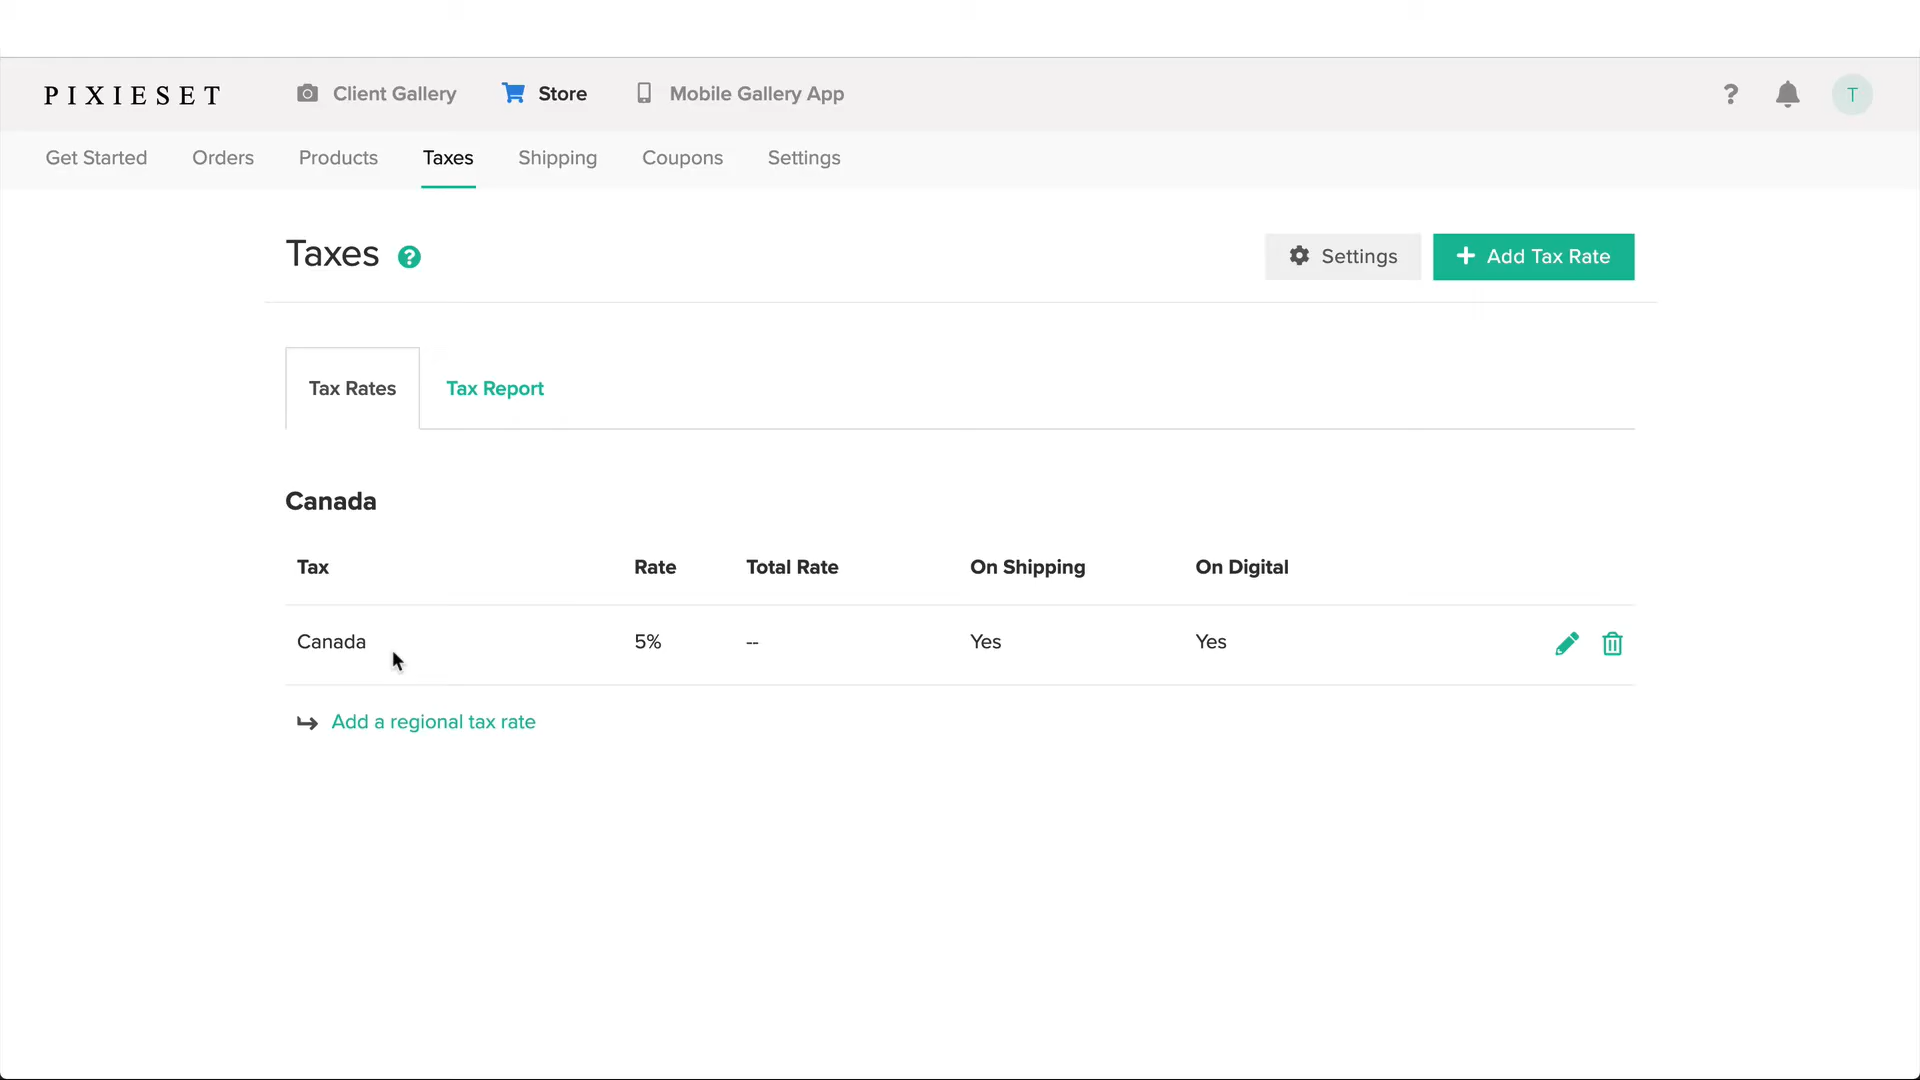 PIXIESET Client Gallery Store Mobile Gallery App ? T
Get Started Orders Products Taxes Shipping Coupons Settings
Taxes ? Settings + Add Tax Rate
Tax Rates Tax Report
Canada
Tax Rate Total Rate On Shipping On Digital
Canada 5% -- Yes Yes
Add a regional tax rate